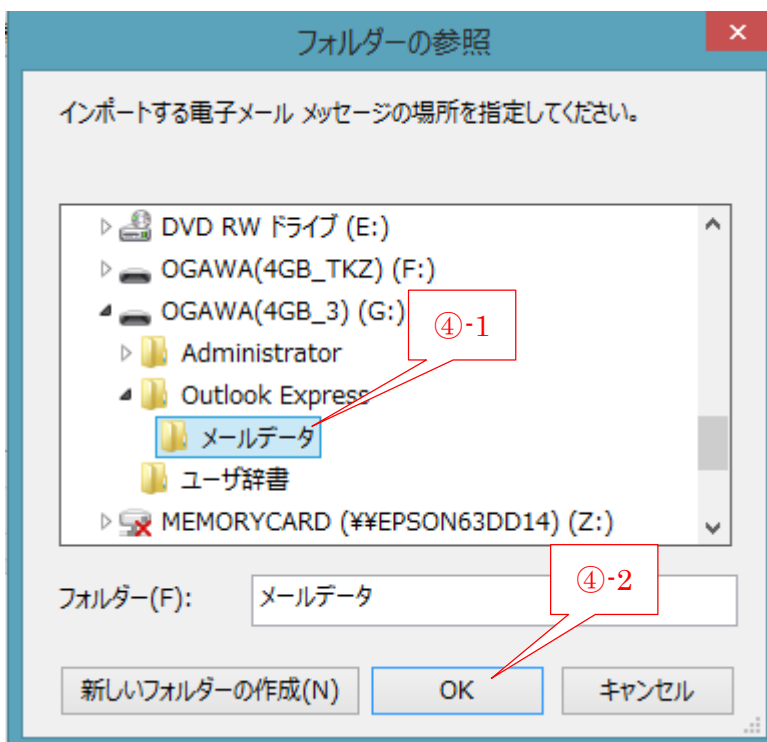 フォルダーの参照
インポートする電子メール メッセージの場所を指定してください。
DVD RW ドライブ (E:)
OGAWA(4GB_TKZ) (F:)
OGAWA(4GB_3) (G:)
④-1
Administrator
Outlook Express
メールデータ
ユーザ辞書
MEMORYCARD (¥¥EPSON63DD14) (Z:)
④-2
フォルダー(F):
メールデータ
新しいフォルダーの作成(N)
OK
キャンセル